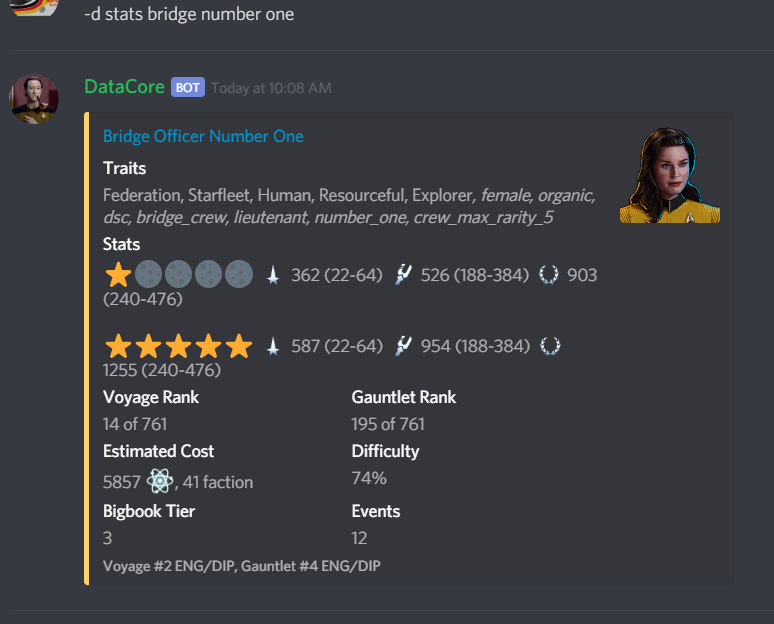 -d stats bridge number one
DataCore BOT Today at 10:08 AM
Bridge Officer Number One
Traits
Federation, Starfleet, Human, Resourceful, Explorer, female, organic,
dsc, bridge_crew, lieutenant, number_one, crew_max_rarity_5
Stats
362 (22-64) 526 (188-384) 903
(240-476)
587 (22-64) 954 (188-384)
1255 (240-476)
Voyage Rank Gauntlet Rank
14 of 761 195 of 761
Estimated Cost Difficulty
5857 , 41 faction 74%
Bigbook Tier Events
3 12
Voyage #2 ENG/DIP, Gauntlet #4 ENG/DIP